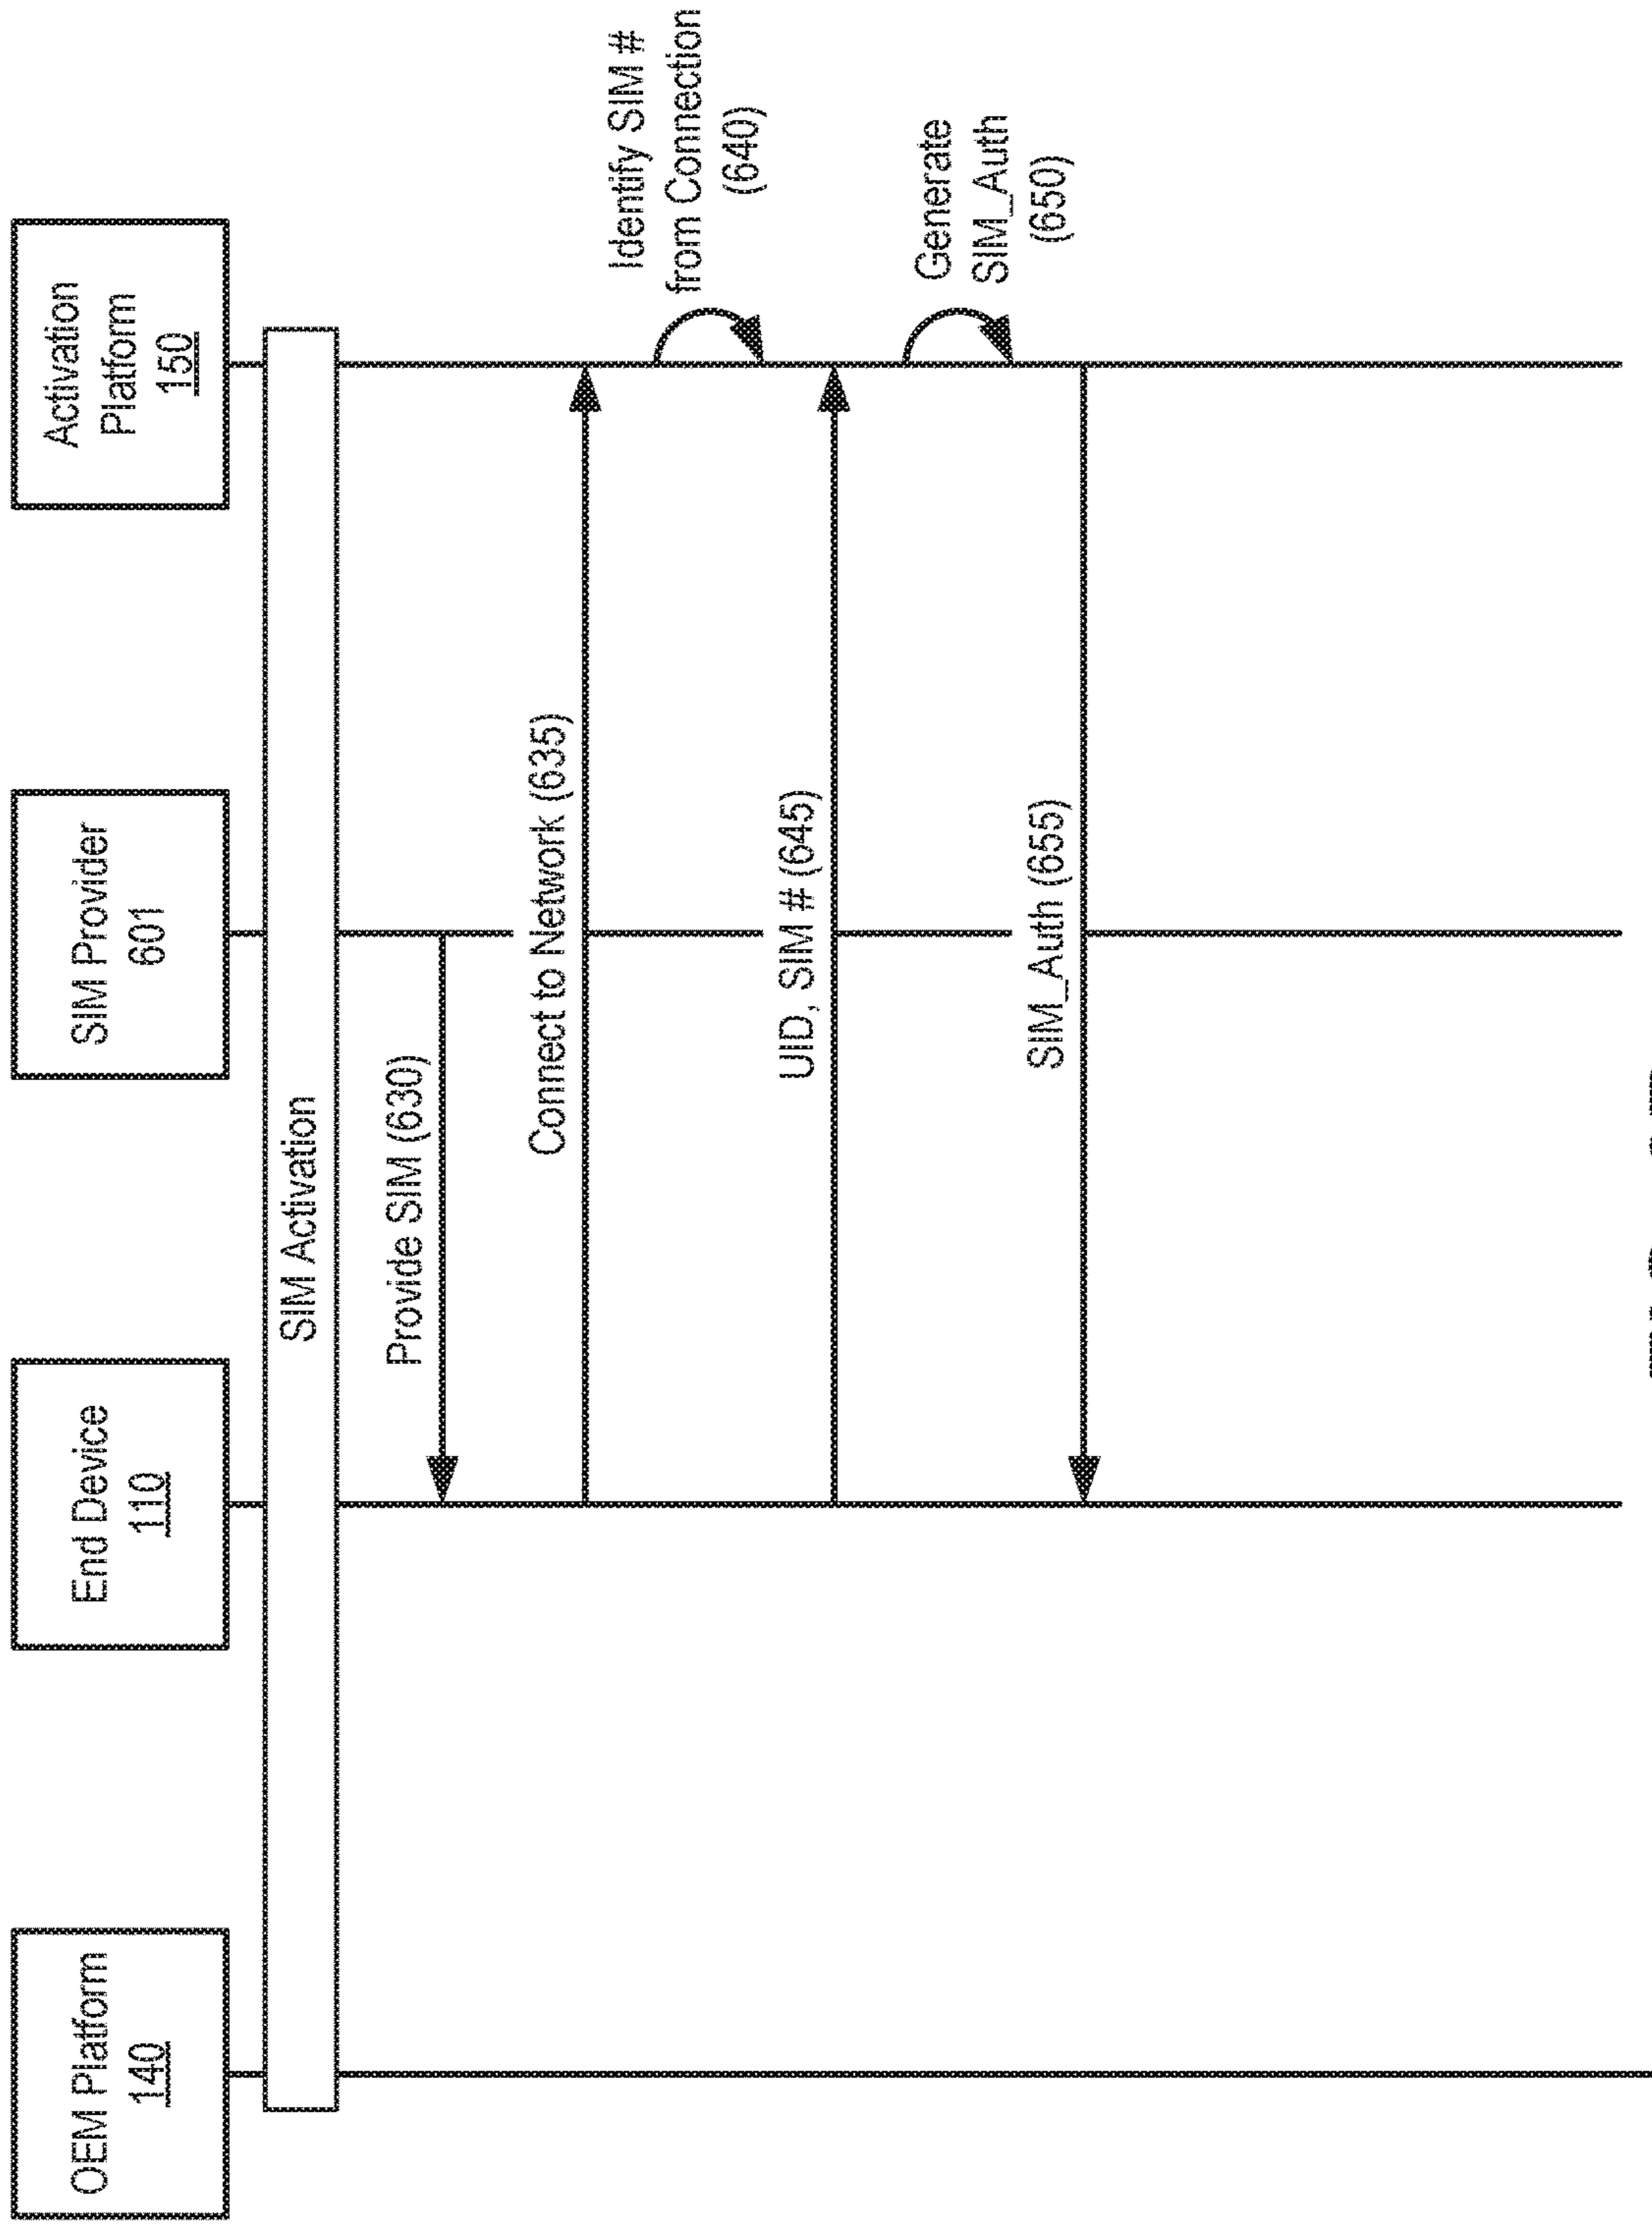 OEM Platform
140
End Device
110
SIM Provider
601
Activation
Platform
150
SIM Activation
Provide SIM (630)
Connect to Network (635)
Identify SIM #
from Connection
(640)
UID, SIM # (645)
Generate
SIM_Auth
(650)
SIM_Auth (655)